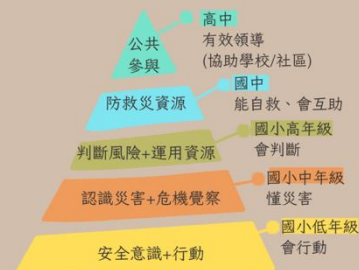 公共
參與
高中
有效領導
(協助學校/社區)
防救災資源
國中
能自救、會互助
判斷風險+運用資源
國小高年級
會判斷
認識災害+危機覺察
國小中年級
懂災害
安全意識+行動
國小低年級
會行動